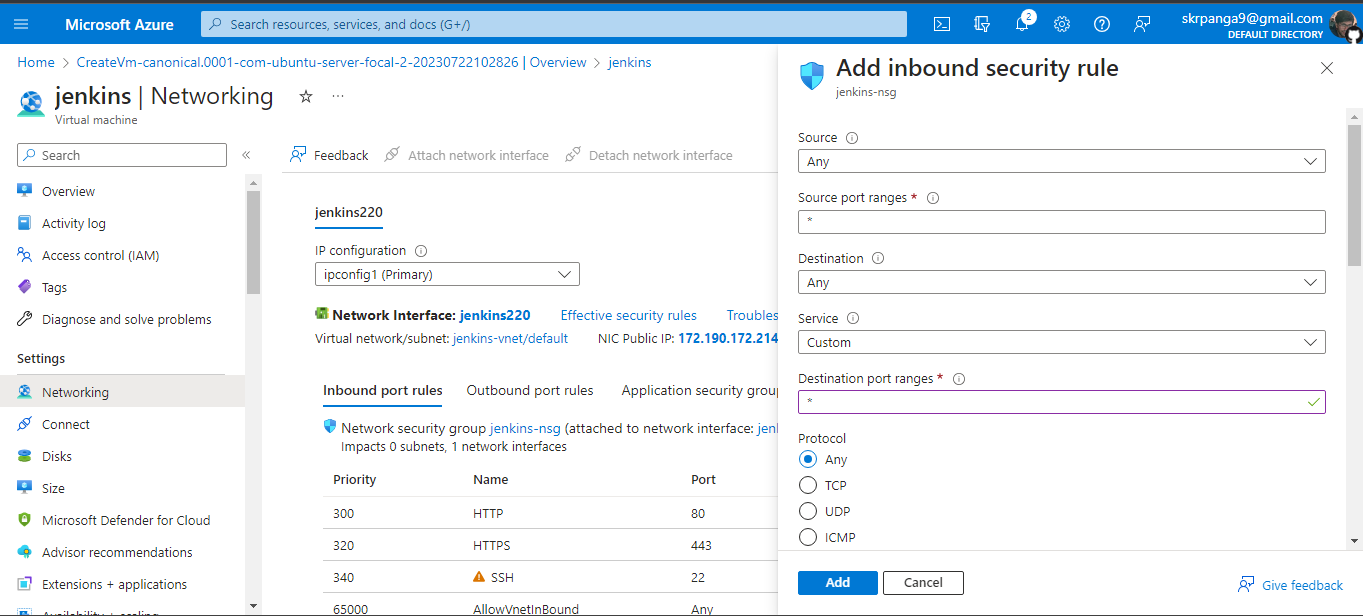 Microsoft Azure
Search resources, services, and docs (G+/)
2
skrpanga9@gmail.com
DEFAULT DIRECTORY
Home > CreateVm-canonical.0001-com-ubuntu-server-focal-2-20230722102826 | Overview > jenkins
jenkins | Networking
Virtual machine
Search
Overview
Activity log
Access control (IAM)
Tags
Diagnose and solve problems
Settings
Networking
Connect
Disks
Size
Microsoft Defender for Cloud
Advisor recommendations
Extensions + applications
Availability + scaling
Feedback
Attach network interface
Detach network interface
jenkins220
IP configuration
ipconfig1 (Primary)
Network Interface: jenkins220 Effective security rules Troubles
Virtual network/subnet: jenkins-vnet/default NIC Public IP: 172.190.172.214
Inbound port rules Outbound port rules Application security group
Network security group jenkins-nsg (attached to network interface: jen
Impacts 0 subnets, 1 network interfaces
Priority Name Port
300 HTTP 80
320 HTTPS 443
340 SSH 22
65000 AllowVnetInBound Any
Add inbound security rule
jenkins-nsg
Source
Any
Source port ranges *
*
Destination
Any
Service
Custom
Destination port ranges *
*
Protocol
Any
TCP
UDP
ICMP
Add Cancel
Give feedback